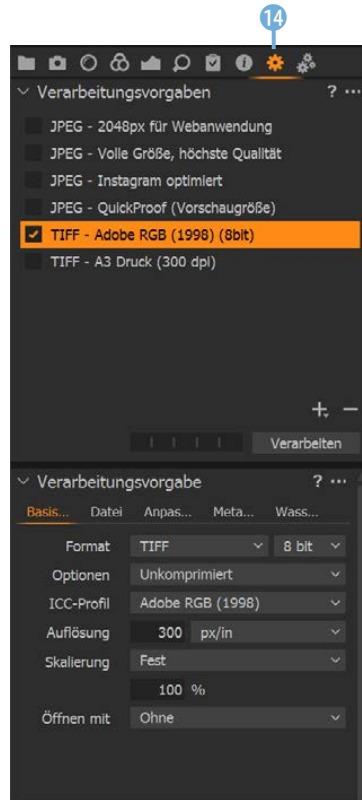 14
Verarbeitungsvorgaben ? ...
JPEG - 2048px für Webanwendung
JPEG - Volle Größe, höchste Qualität
JPEG - Instagram optimiert
JPEG - QuickProof (Vorschaugröße)
TIFF - Adobe RGB (1998) (8bit)
TIFF - A3 Druck (300 dpi)
+ −
Verarbeiten
Verarbeitungsvorgabe ? ...
Basis... Datei Anpas... Meta... Wass...
Format TIFF 8 bit
Optionen Unkomprimiert
ICC-Profil Adobe RGB (1998)
Auflösung 300 px/in
Skalierung Fest
100 %
Öffnen mit Ohne